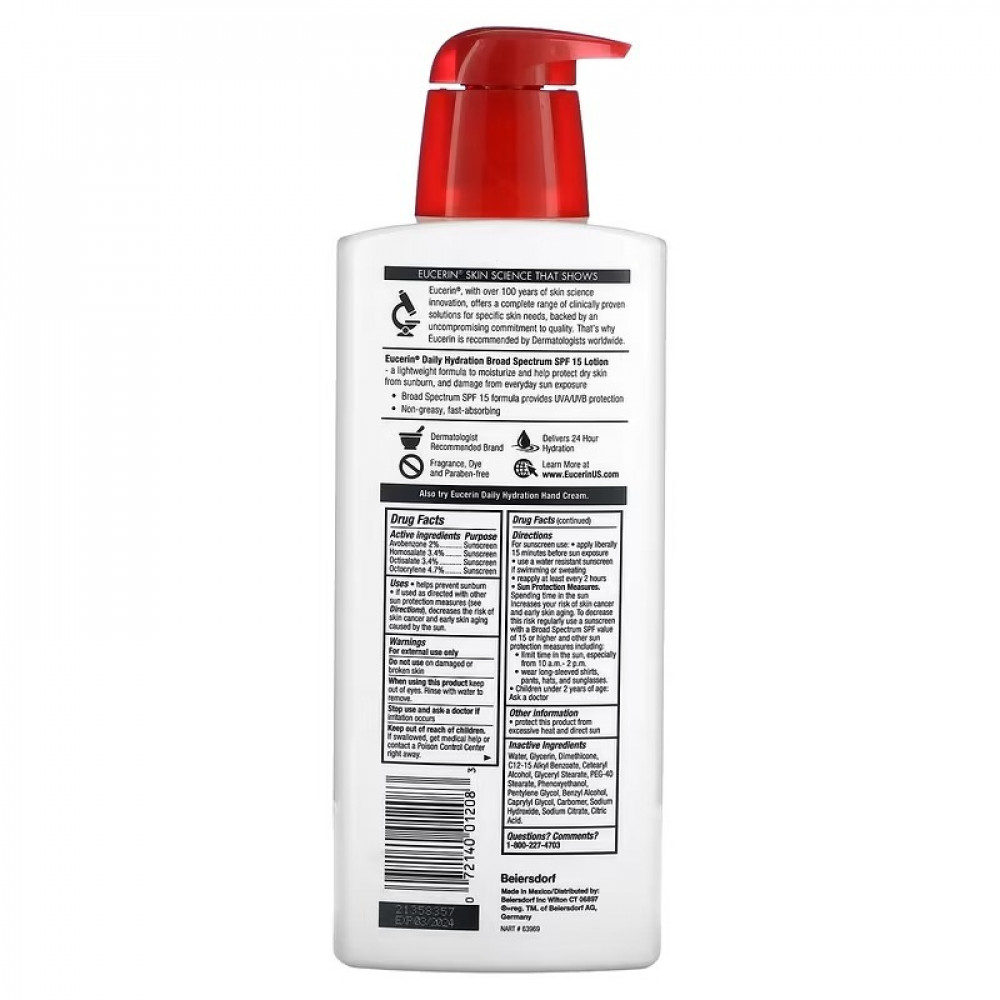 EUCERIN® SKIN SCIENCE THAT SHOWS
Eucerin®, with over 100 years of skin science
innovation, offers a complete range of clinically proven
solutions for specific skin needs, backed by an
uncompromising commitment to quality. That's why
Eucerin is recommended by Dermatologists worldwide.
Eucerin® Daily Hydration Broad Spectrum SPF 15 Lotion
- a lightweight formula to moisturize and help protect dry skin
from sunburn, and damage from everyday sun exposure
• Broad Spectrum SPF 15 formula provides UVA/UVB protection
• Non-greasy, fast-absorbing
Dermatologist
Recommended Brand
Delivers 24 Hour
Hydration
Fragrance, Dye
and Paraben-free
Learn More at
www.EucerinUS.com
Also try Eucerin Daily Hydration Hand Cream.
Drug Facts
Active ingredients Purpose
Avobenzone 2%......... Sunscreen
Homosalate 3.4%.... Sunscreen
Octisalate 3.4%...... Sunscreen
Octocrylene 4.7%..... Sunscreen
Uses • helps prevent sunburn
• if used as directed with other
sun protection measures (see
Directions), decreases the risk of
skin cancer and early skin aging
caused by the sun.
Warnings
For external use only
Do not use on damaged or
broken skin
When using this product keep
out of eyes. Rinse with water to
remove.
Stop use and ask a doctor if
irritation occurs
Keep out of reach of children.
If swallowed, get medical help or
contact a Poison Control Center
right away.
Drug Facts (continued)
Directions
For sunscreen use: • apply liberally
15 minutes before sun exposure
• use a water resistant sunscreen
if swimming or sweating
• reapply at least every 2 hours
• Sun Protection Measures.
Spending time in the sun
increases your risk of skin cancer
and early skin aging. To decrease
this risk regularly use a sunscreen
with a Broad Spectrum SPF value
of 15 or higher and other sun
protection measures including:
• limit time in the sun, especially
from 10 a.m.- 2 p.m.
• wear long-sleeved shirts,
pants, hats, and sunglasses.
• Children under 2 years of age:
Ask a doctor
Other information
• protect this product from
excessive heat and direct sun
Inactive Ingredients
Water, Glycerin, Dimethicone,
C12-15 Alkyl Benzoate, Cetearyl
Alcohol, Glyceryl Stearate, PEG-40
Stearate, Phenoxyethanol,
Pentylene Glycol, Benzyl Alcohol,
Caprylyl Glycol, Carbomer, Sodium
Hydroxide, Sodium Citrate, Citric
Acid.
Questions? Comments?
1-800-227-4703
0 72140 01208 3
21358357
EXP 03/2024
Beiersdorf
Made in Mexico/Distributed by:
Beiersdorf Inc Wilton CT 06897
®=reg. TM. of Beiersdorf AG,
Germany
NART # 63969